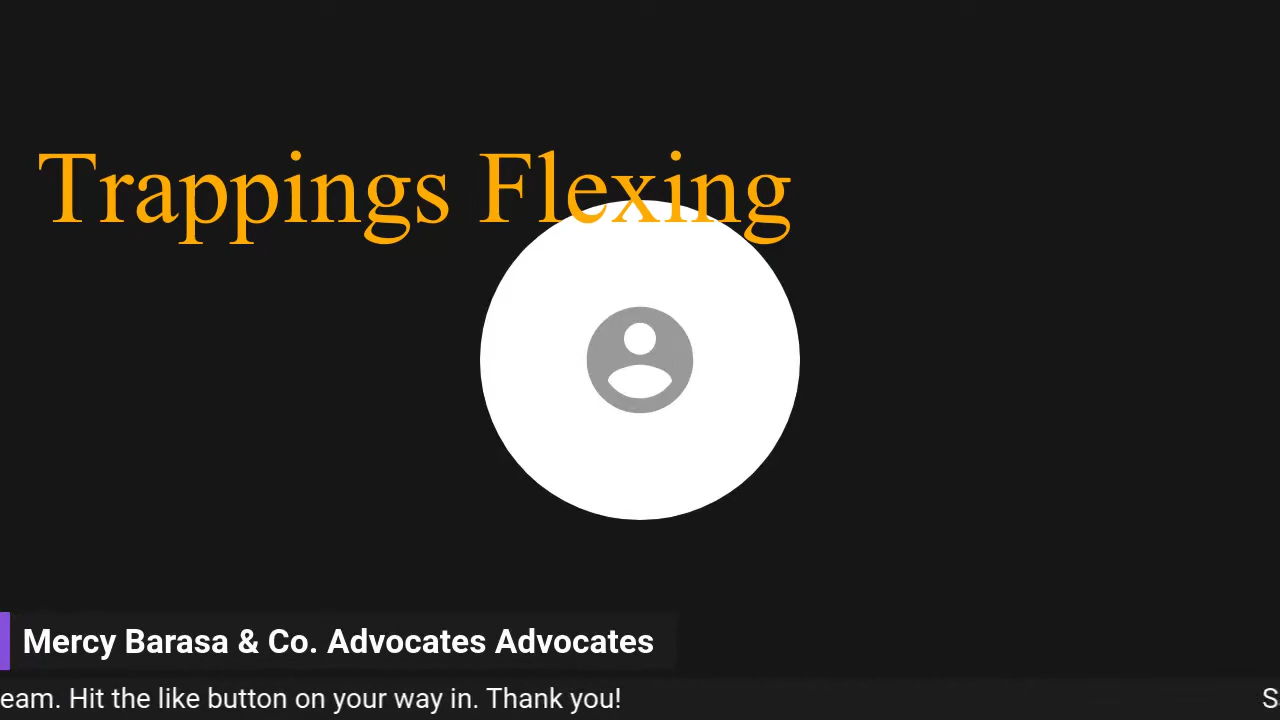 Trappings Flexing
Mercy Barasa & Co. Advocates Advocates
eam. Hit the like button on your way in. Thank you! S